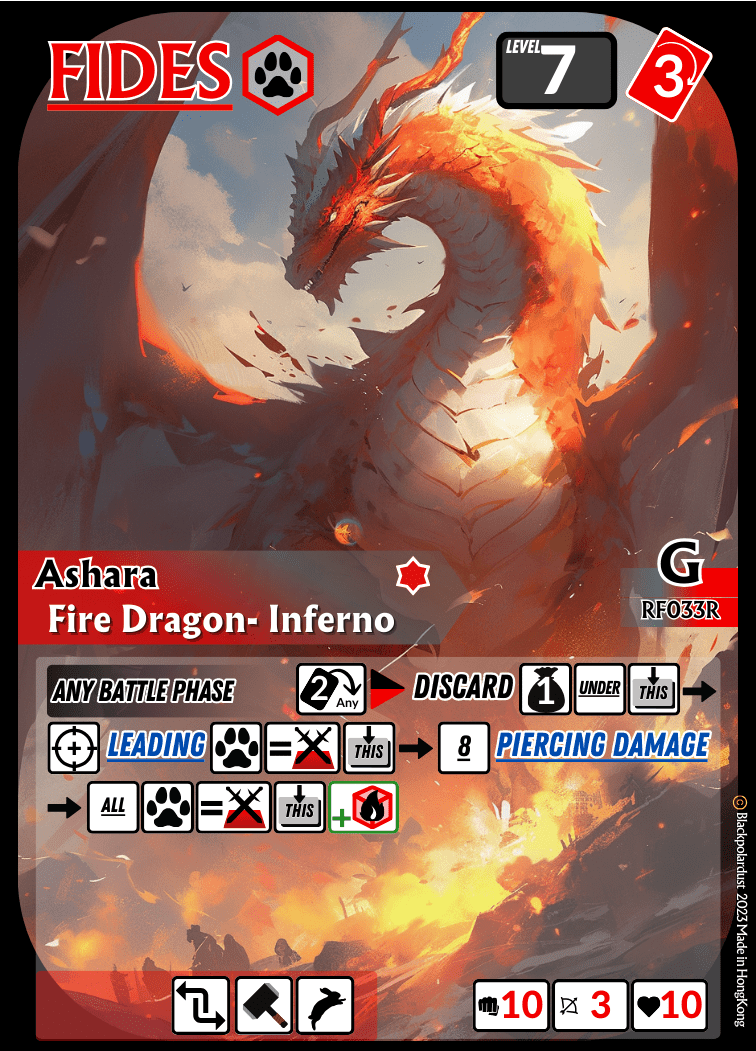 FIDES
LEVEL 7
3
Ashara
G
Fire Dragon- Inferno
RF033R
ANY BATTLE PHASE 2 Any DISCARD 1 UNDER THIS
LEADING = THIS 8 PIERCING DAMAGE
ALL = THIS +
10 3 10
© Blackpolardust 2023 Made in HongKong